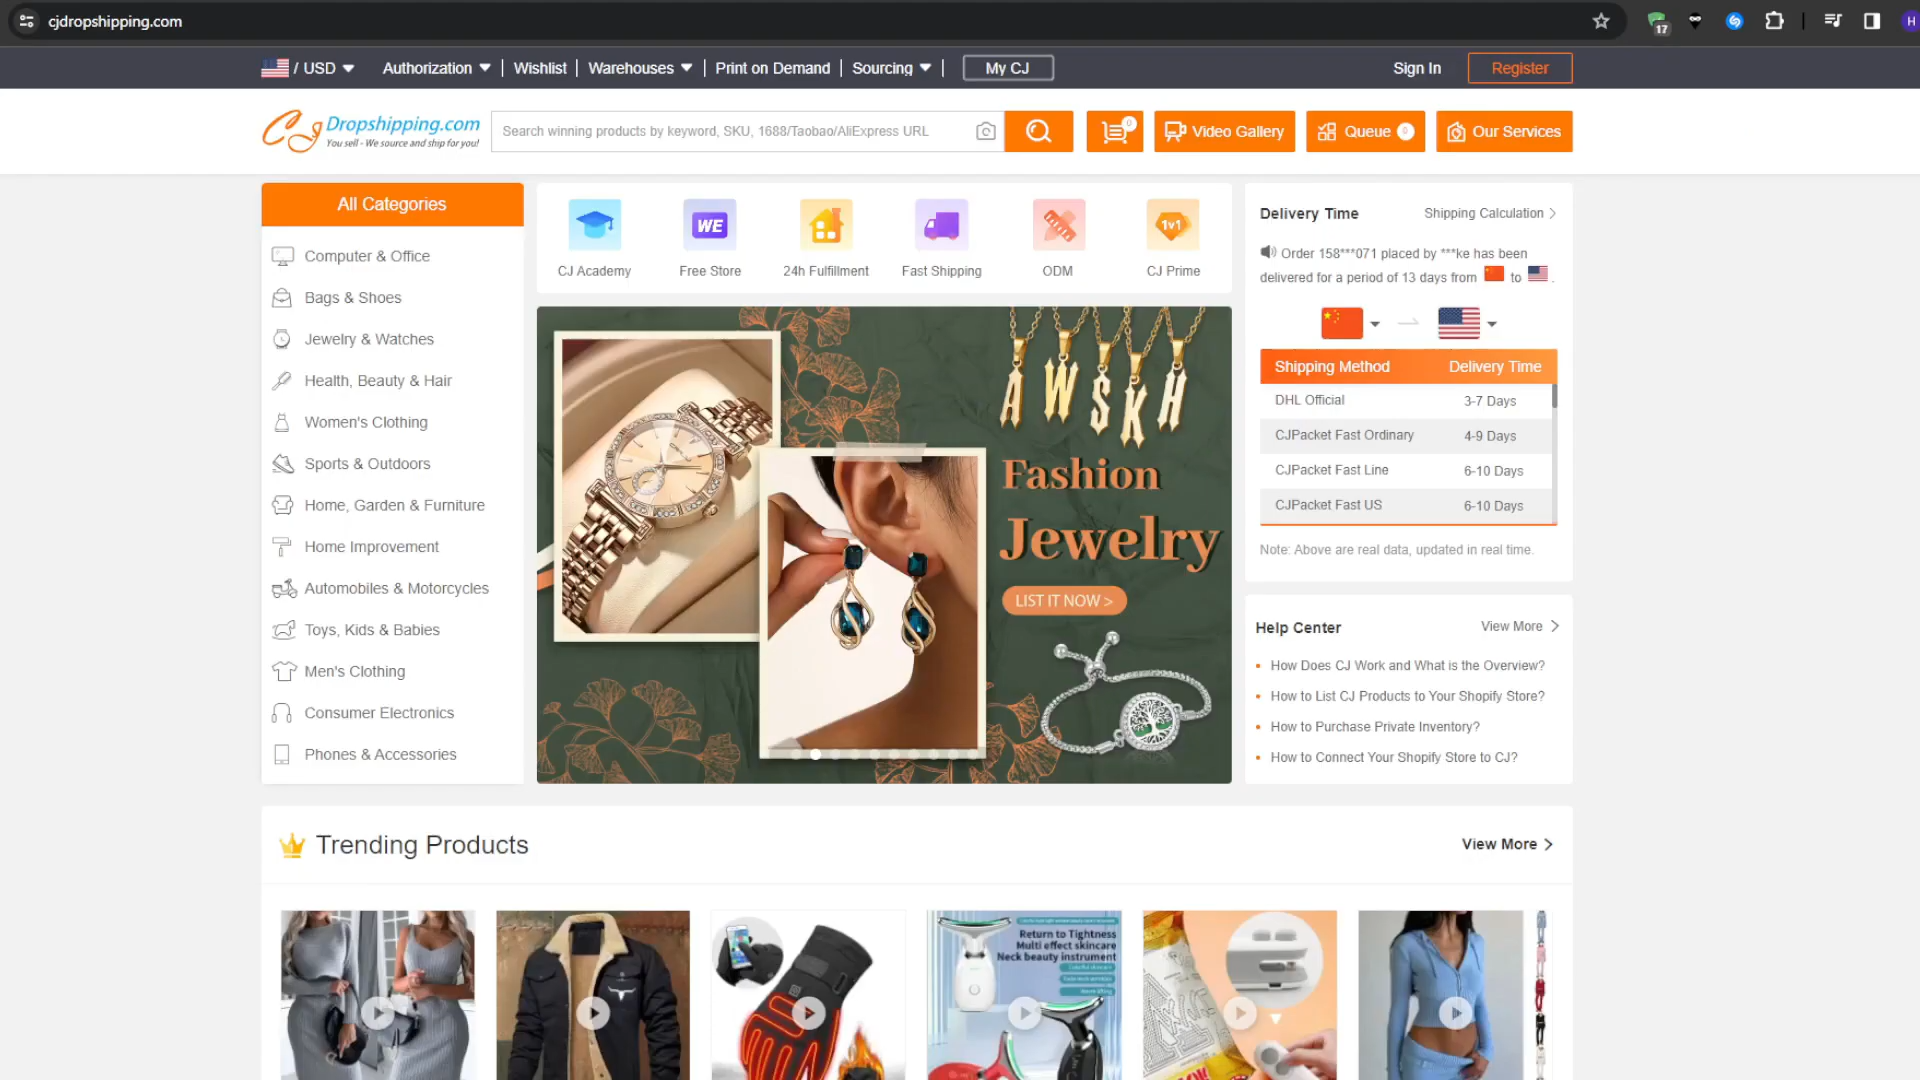 cjdropshipping.com
17
H
/ USD
Authorization
Wishlist
Warehouses
Print on Demand
Sourcing
My CJ
Sign In
Register
CJ Dropshipping.com
You sell - We source and ship for you!
Search winning products by keyword, SKU, 1688/Taobao/AliExpress URL
0
Video Gallery
Queue 0
Our Services
All Categories
Computer & Office
Bags & Shoes
Jewelry & Watches
Health, Beauty & Hair
Women's Clothing
Sports & Outdoors
Home, Garden & Furniture
Home Improvement
Automobiles & Motorcycles
Toys, Kids & Babies
Men's Clothing
Consumer Electronics
Phones & Accessories
WE
1v1
CJ Academy
Free Store
24h Fulfillment
Fast Shipping
ODM
CJ Prime
A W S K H
Fashion
Jewelry
LIST IT NOW >
Delivery Time
Shipping Calculation
Order 158***071 placed by ***ke has been
delivered for a period of 13 days from to .
Shipping Method Delivery Time
DHL Official 3-7 Days
CJPacket Fast Ordinary 4-9 Days
CJPacket Fast Line 6-10 Days
CJPacket Fast US 6-10 Days
Note: Above are real data, updated in real time.
Help Center
View More
How Does CJ Work and What is the Overview?
How to List CJ Products to Your Shopify Store?
How to Purchase Private Inventory?
How to Connect Your Shopify Store to CJ?
Trending Products
View More
Return to Tightness
Multi effect skincare
Neck beauty instrument